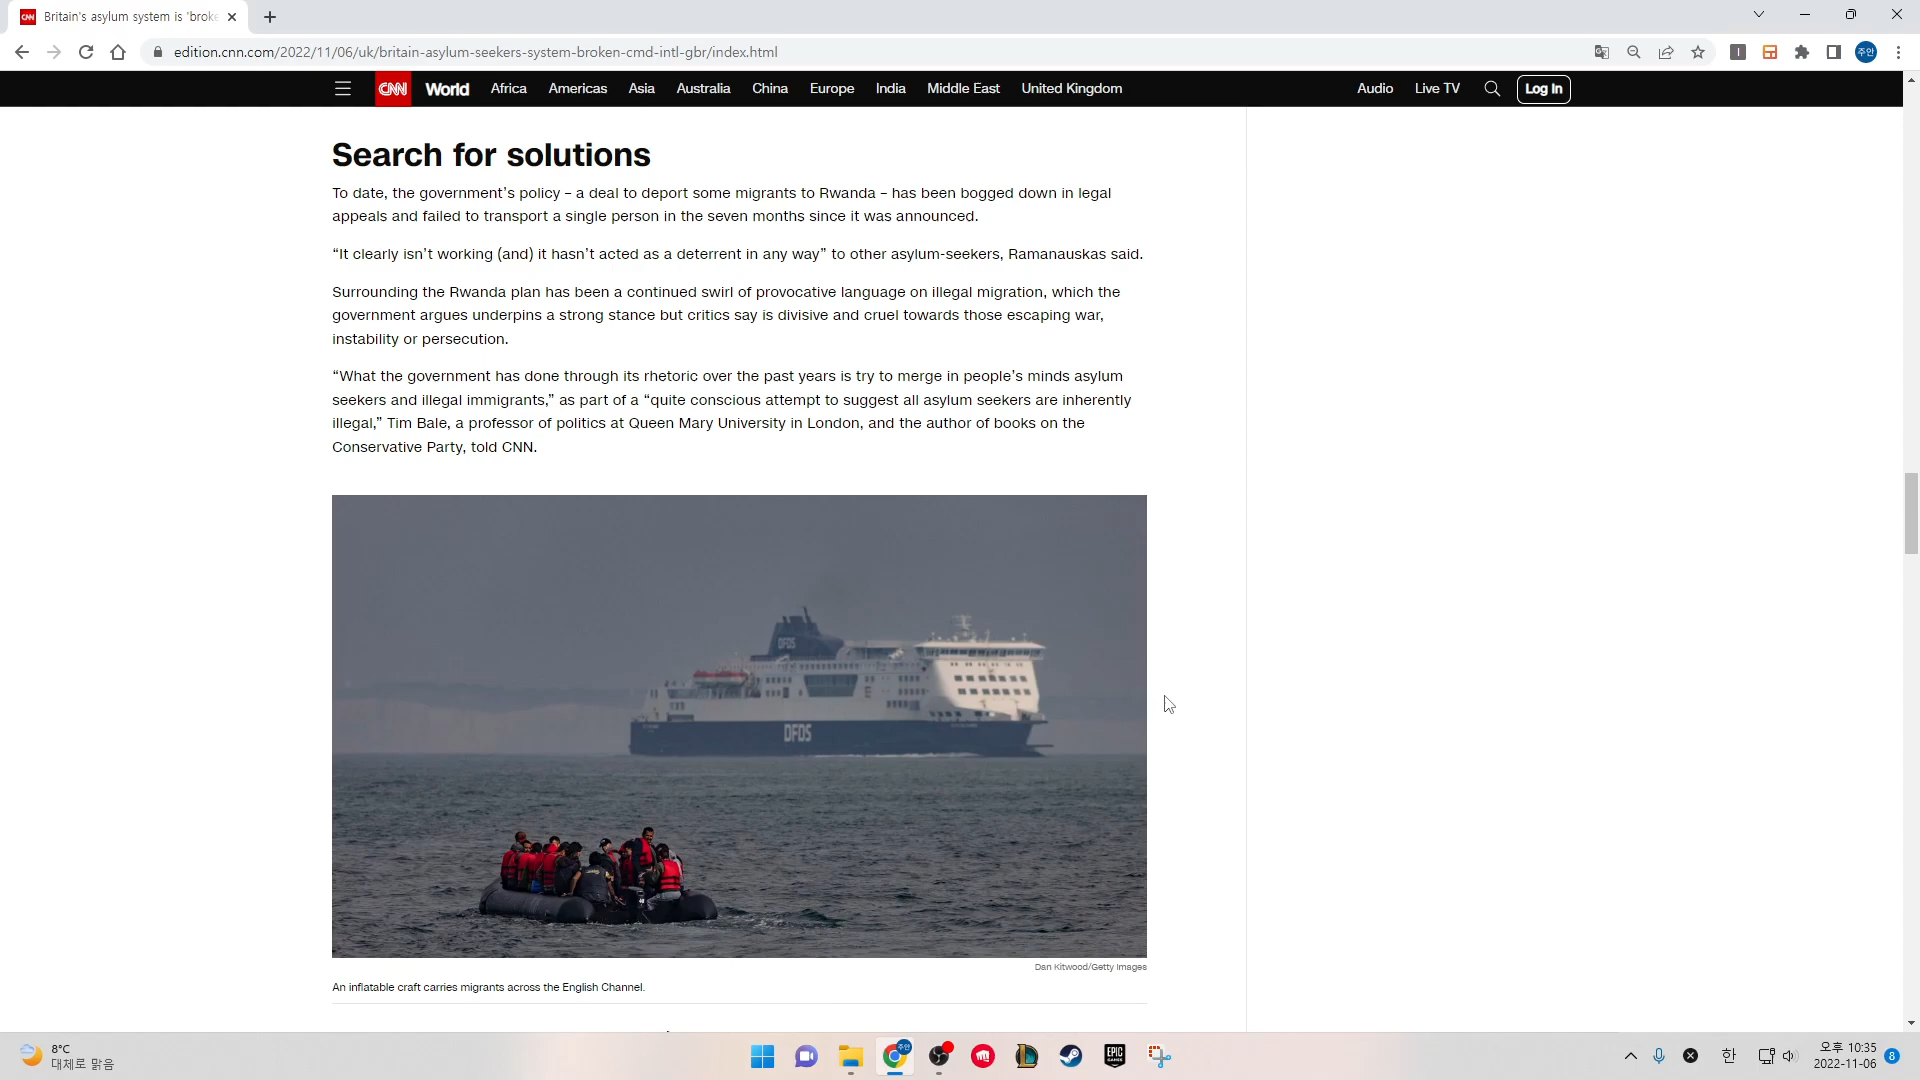 Britain's asylum system is 'broke
edition.cnn.com/2022/11/06/uk/britain-asylum-seekers-system-broken-cmd-intl-gbr/index.html
주안
CNN World Africa Americas Asia Australia China Europe India Middle East United Kingdom Audio Live TV Log In
Search for solutions
To date, the government’s policy – a deal to deport some migrants to Rwanda – has been bogged down in legal
appeals and failed to transport a single person in the seven months since it was announced.
“It clearly isn’t working (and) it hasn’t acted as a deterrent in any way” to other asylum-seekers, Ramanauskas said.
Surrounding the Rwanda plan has been a continued swirl of provocative language on illegal migration, which the
government argues underpins a strong stance but critics say is divisive and cruel towards those escaping war,
instability or persecution.
“What the government has done through its rhetoric over the past years is try to merge in people’s minds asylum
seekers and illegal immigrants,” as part of a “quite conscious attempt to suggest all asylum seekers are inherently
illegal,” Tim Bale, a professor of politics at Queen Mary University in London, and the author of books on the
Conservative Party, told CNN.
DFDS
DFDS
Dan Kitwood/Getty Images
An inflatable craft carries migrants across the English Channel.
8°C
대체로 맑음
주안
EPIC
GAMES
한
오후 10:35
2022-11-06
8